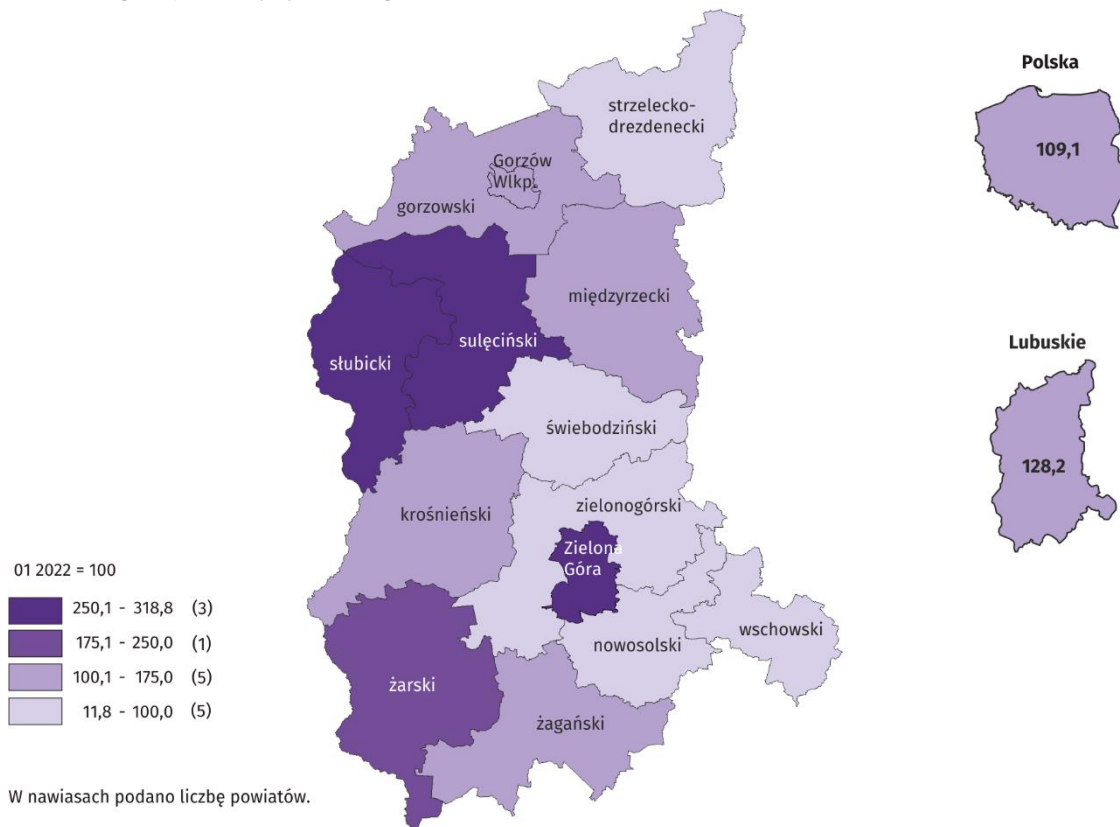 strzelecko-
drezdenecki
Polska
109,1
Gorzów
Wlkp.
gorzowski
międzyrzecki
sulęciński
słubicki
Lubuskie
128,2
świebodziński
zielonogórski
krośnieński
Zielona
Góra
nowosolski
wschowski
żarski
żagański
01 2022 = 100
250,1 - 318,8 (3)
175,1 - 250,0 (1)
100,1 - 175,0 (5)
11,8 - 100,0 (5)
W nawiasach podano liczbę powiatów.